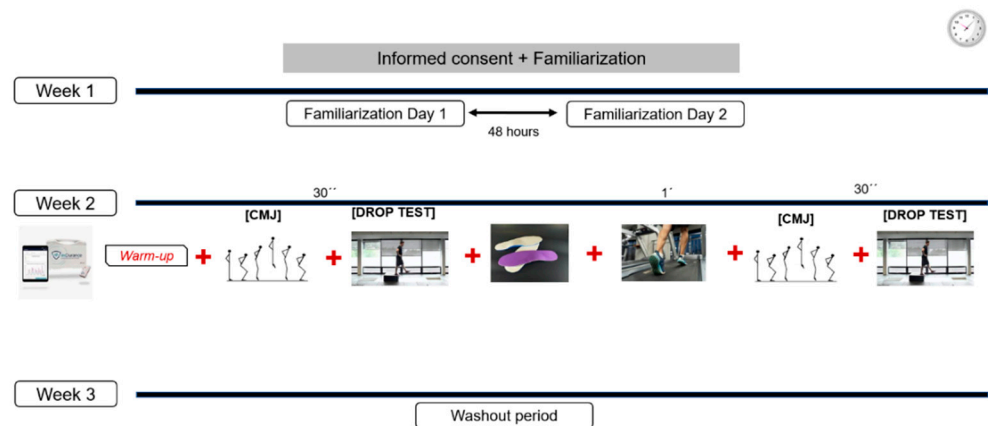 Informed consent + Familiarization
Week 1
Familiarization Day 1
Familiarization Day 2
48 hours
Week 2
30´´
1´
30´´
[CMJ]
[DROP TEST]
[CMJ]
[DROP TEST]
Warm-up
Week 3
Washout period